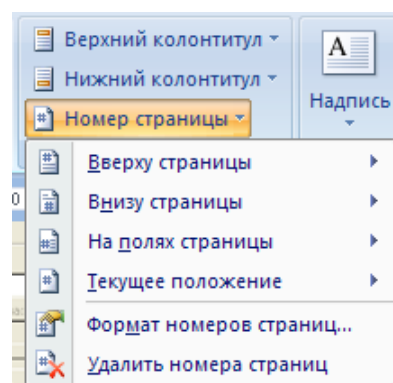 Верхний колонтитул
Нижний колонтитул
Номер страницы
A
Надпись
Вверху страницы
Внизу страницы
На полях страницы
Текущее положение
Формат номеров страниц...
Удалить номера страниц